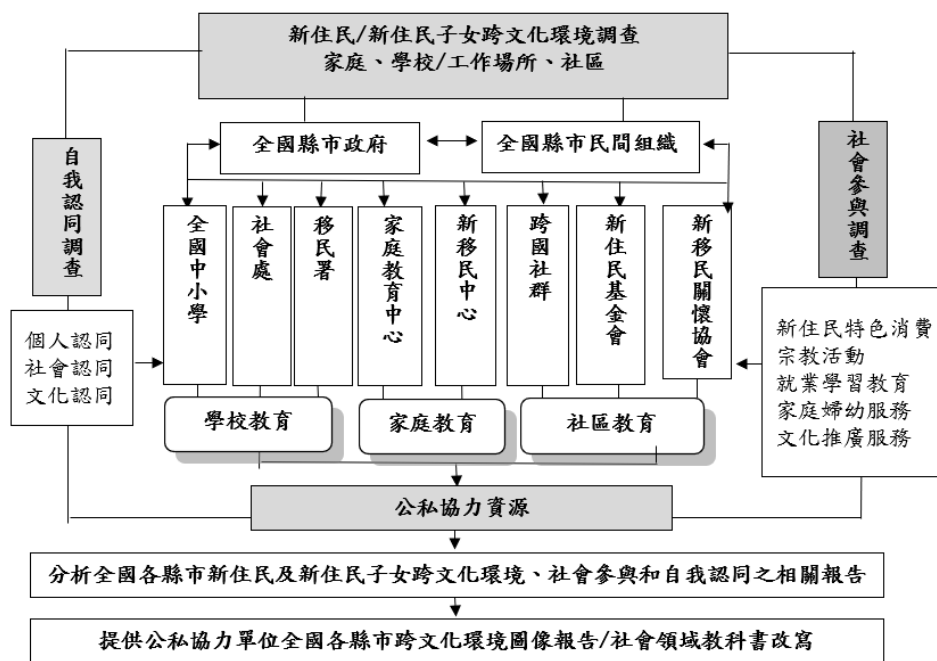 新住民/新住民子女跨文化環境調查
家庭、學校/工作場所、社區
自我認同調查
社會參與調查
全國縣市政府
全國縣市民間組織
全國中小學
社會處
移民署
家庭教育中心
新移民中心
跨國社群
新住民基金會
新移民關懷協會
個人認同
社會認同
文化認同
新住民特色消費
宗教活動
就業學習教育
家庭婦幼服務
文化推廣服務
學校教育
家庭教育
社區教育
公私協力資源
分析全國各縣市新住民及新住民子女跨文化環境、社會參與和自我認同之相關報告
提供公私協力單位全國各縣市跨文化環境圖像報告/社會領域教科書改寫